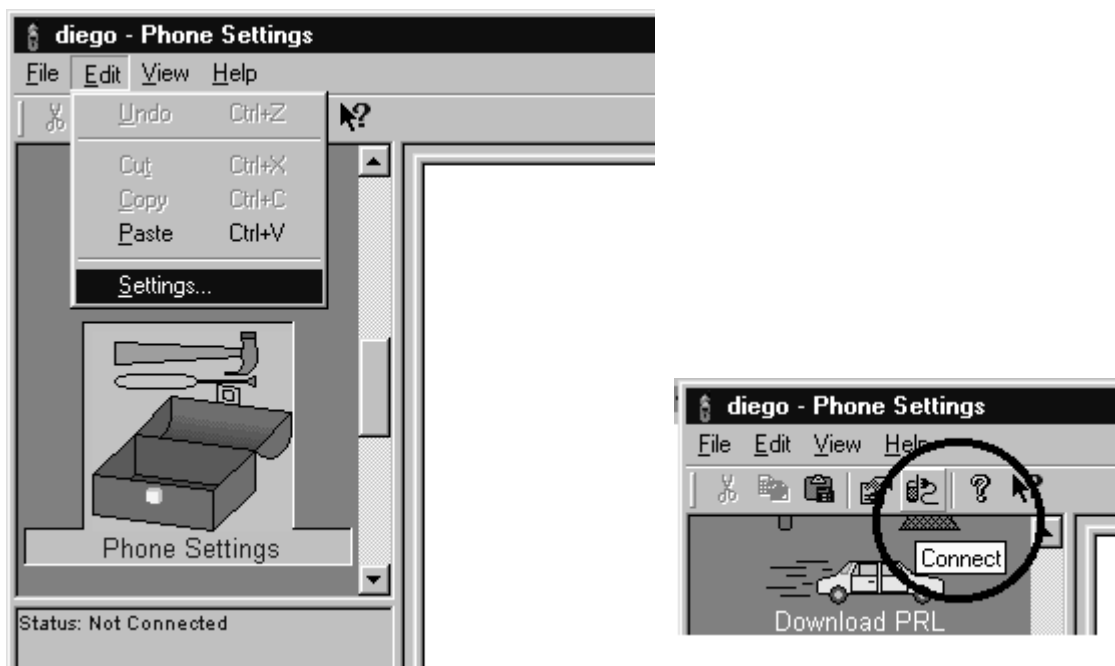 diego - Phone Settings
File Edit View Help
Undo Ctrl+Z
Cut Ctrl+X
Copy Ctrl+C
Paste Ctrl+V
Settings...
Phone Settings
Status: Not Connected
diego - Phone Settings
File Edit View Help
Connect
Download PRL